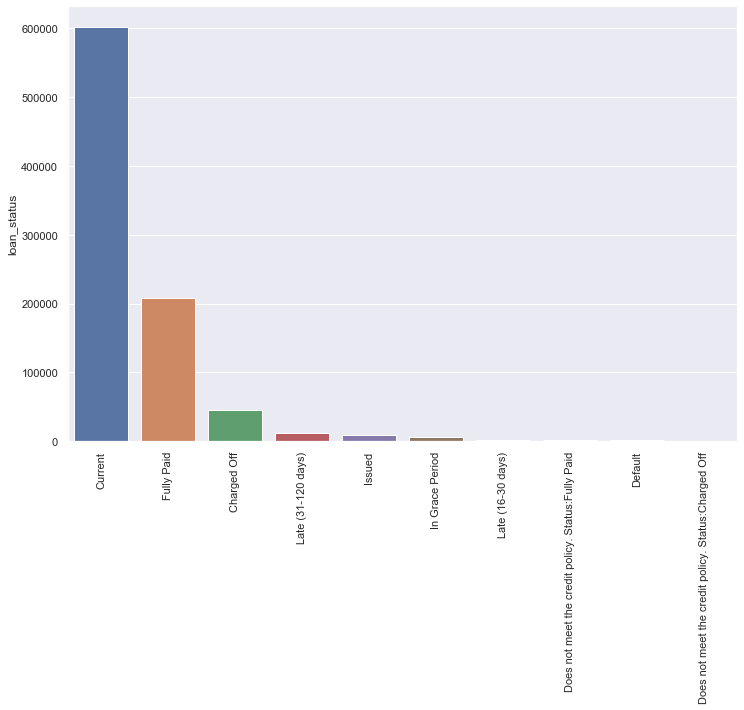 600000
500000
400000
300000
200000
100000
0
loan_status
Current
Fully Paid
Charged Off
Late (31-120 days)
Issued
In Grace Period
Late (16-30 days)
Does not meet the credit policy. Status:Fully Paid
Default
Does not meet the credit policy. Status:Charged Off